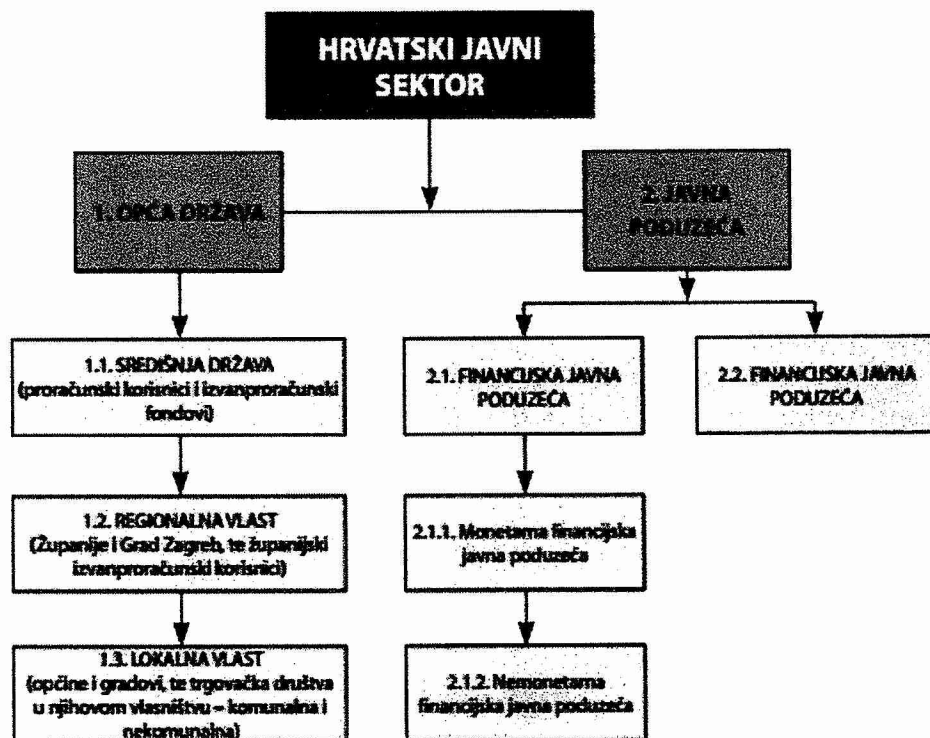 HRVATSKI JAVNI
SEKTOR
1. OPĆA DRŽAVA
2. JAVNA
PODUZEĆA
1.1. SREDIŠNJA DRŽAVA
(proračunski korisnici i izvanproračunski
fondovi)
2.1. FINANCIJSKA JAVNA
PODUZEĆA
2.2. FINANCIJSKA JAVNA
PODUZEĆA
1.2. REGIONALNA VLAST
(Županije i Grad Zagreb, te županijski
izvanproračunski korisnici)
2.1.1. Monetarna financijska
javna poduzeća
1.3. LOKALNA VLAST
(općine i gradovi, te trgovačka društva
u njihovom vlasništvu – komunalna i
nekomunalna)
2.1.2. Nemonetarna
financijska javna poduzeća